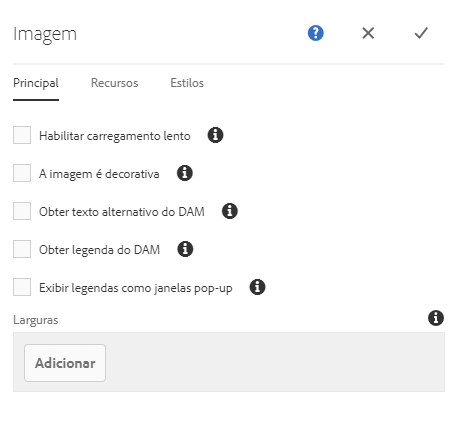 Imagem
Principal Recursos Estilos
Habilitar carregamento lento
A imagem é decorativa
Obter texto alternativo do DAM
Obter legenda do DAM
Exibir legendas como janelas pop-up
Larguras
Adicionar